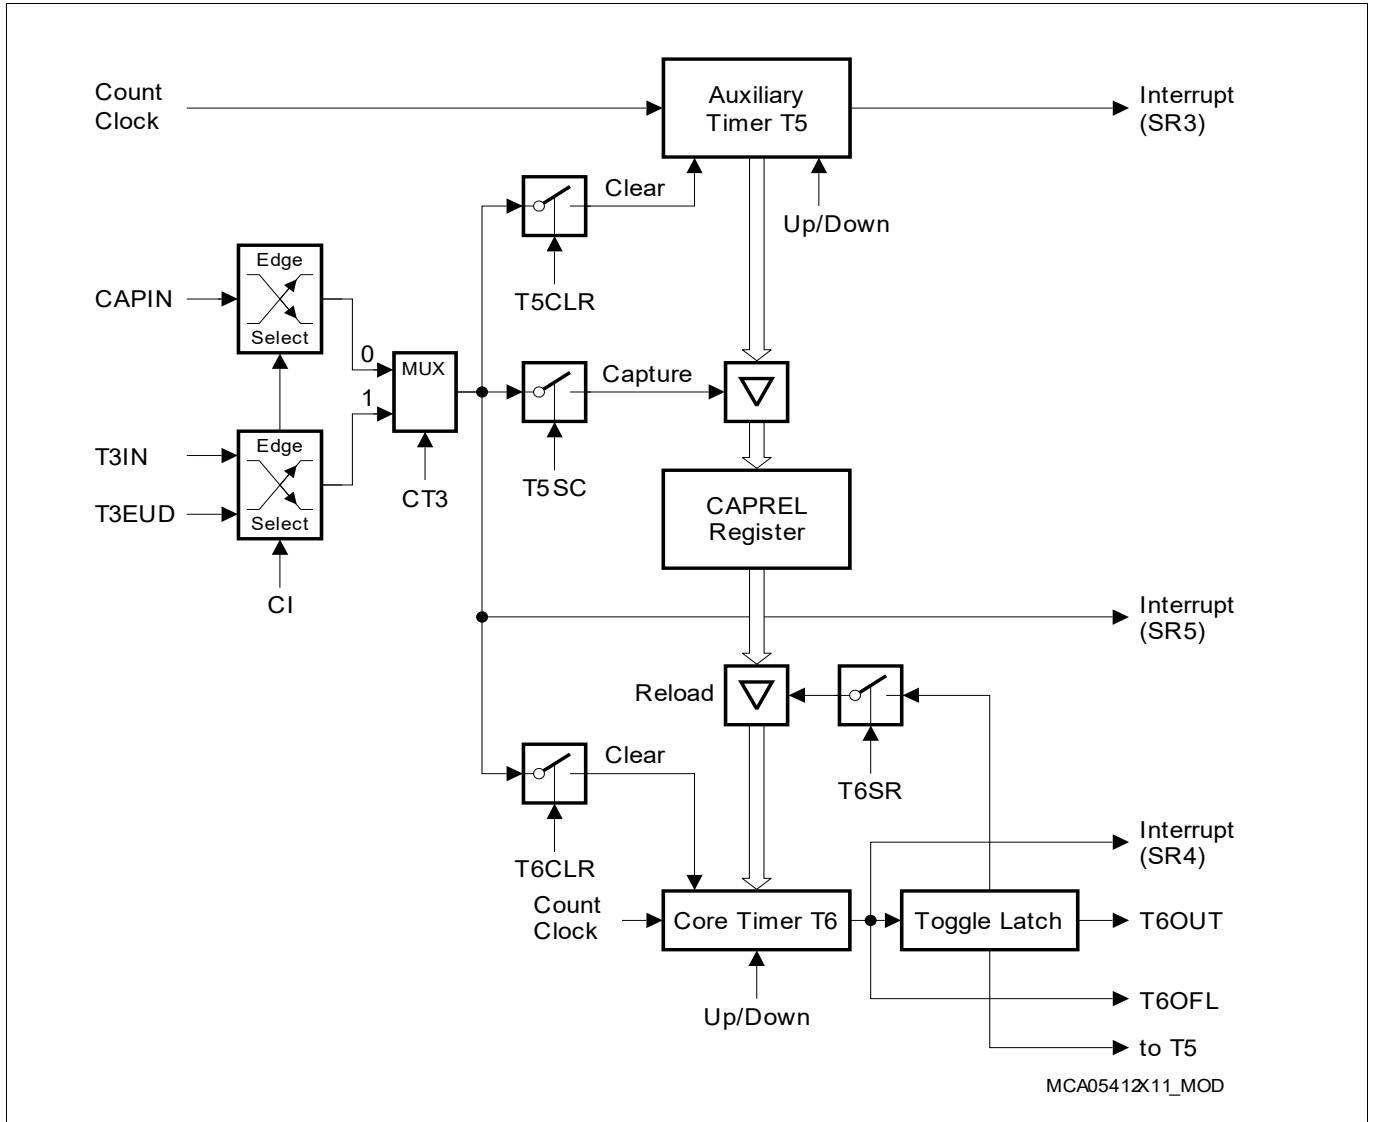 Count
Clock
Auxiliary
Timer T5
Interrupt
(SR3)
Clear
Up/Down
T5CLR
Edge
Select
CAPIN
0
MUX
1
Capture
T5SC
CT3
T3IN
T3EUD
Edge
Select
CI
CAPREL
Register
Interrupt
(SR5)
Reload
T6SR
Clear
T6CLR
Count
Clock
Core Timer T6
Up/Down
Toggle Latch
Interrupt
(SR4)
T6OUT
T6OFL
to T5
MCA05412X11_MOD